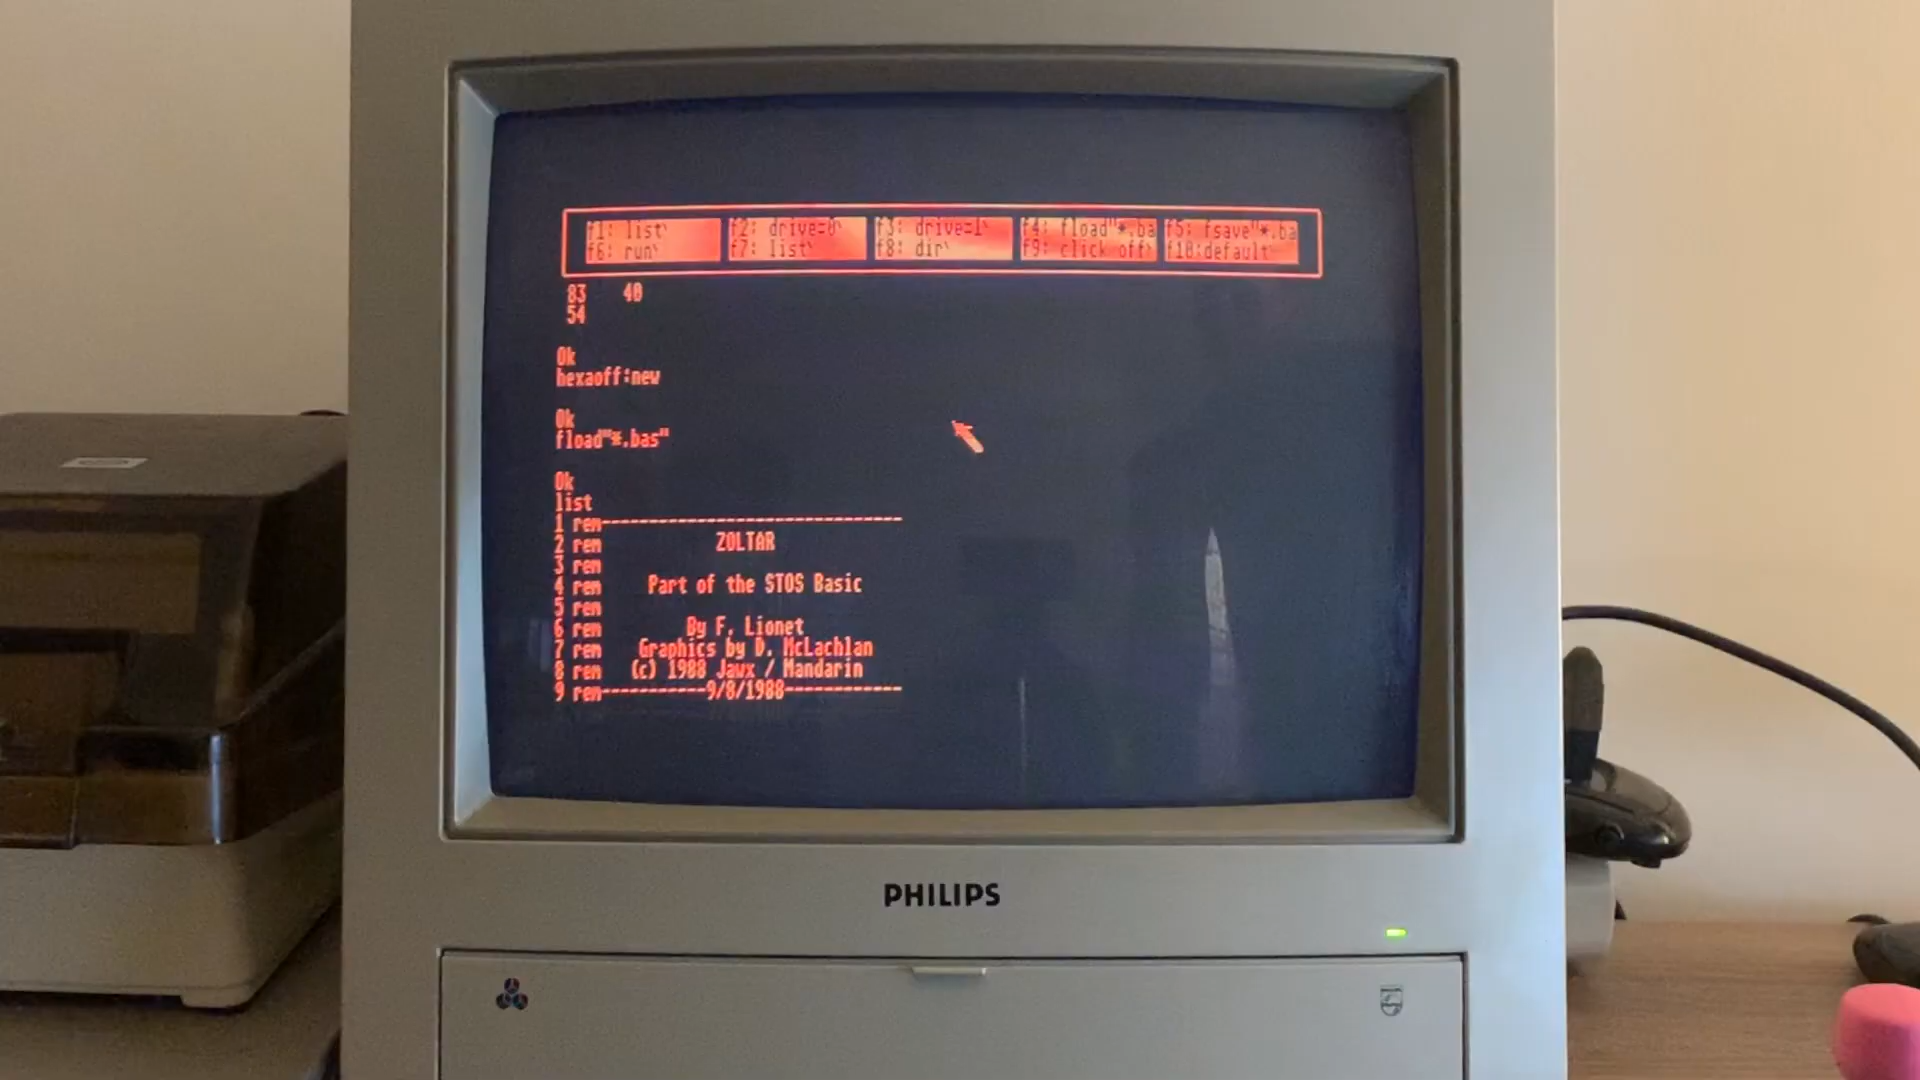 f1: list` f2: drive=0` f3: drive=1` f4: fload"*.ba f5: fsave"*.ba
f6: run` f7: list` f8: dir` f9: click off` f10:default`
83 40
54
Ok
hexaoff:new
Ok
fload"*.bas"
Ok
list
1 rem------------------------------
2 rem ZOLTAR
3 rem
4 rem Part of the STOS Basic
5 rem
6 rem By F. Lionet
7 rem Graphics by D. McLachlan
8 rem (c) 1988 Jawx / Mandarin
9 rem----------9/8/1988------------
PHILIPS